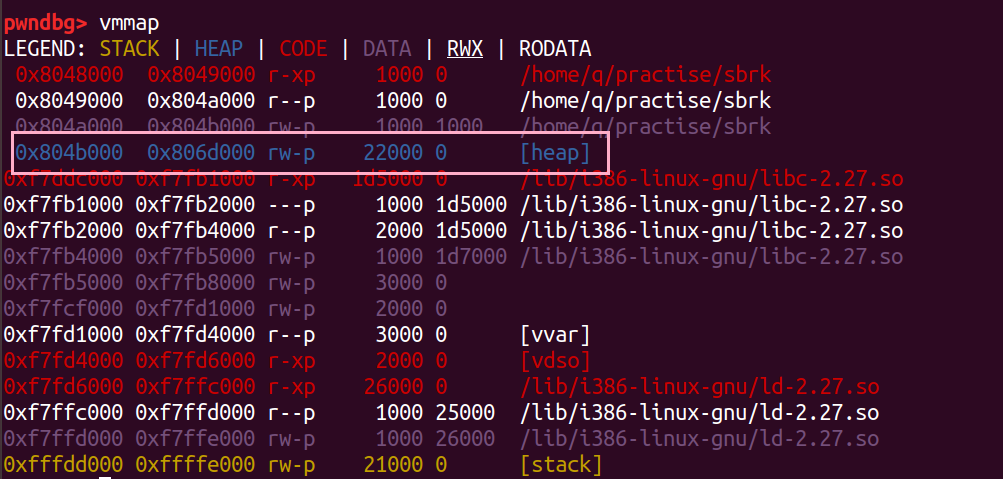 pwndbg> vmmap
LEGEND: STACK | HEAP | CODE | DATA | RWX | RODATA
0x8048000 0x8049000 r-xp 1000 0 /home/q/practise/sbrk
0x8049000 0x804a000 r--p 1000 0 /home/q/practise/sbrk
0x804a000 0x804b000 rw-p 1000 1000 /home/q/practise/sbrk
0x804b000 0x806d000 rw-p 22000 0 [heap]
0xf7ddc000 0xf7fb1000 r-xp 1d5000 0 /lib/i386-linux-gnu/libc-2.27.so
0xf7fb1000 0xf7fb2000 ---p 1000 1d5000 /lib/i386-linux-gnu/libc-2.27.so
0xf7fb2000 0xf7fb4000 r--p 2000 1d5000 /lib/i386-linux-gnu/libc-2.27.so
0xf7fb4000 0xf7fb5000 rw-p 1000 1d7000 /lib/i386-linux-gnu/libc-2.27.so
0xf7fb5000 0xf7fb8000 rw-p 3000 0
0xf7fcf000 0xf7fd1000 rw-p 2000 0
0xf7fd1000 0xf7fd4000 r--p 3000 0 [vvar]
0xf7fd4000 0xf7fd6000 r-xp 2000 0 [vdso]
0xf7fd6000 0xf7ffc000 r-xp 26000 0 /lib/i386-linux-gnu/ld-2.27.so
0xf7ffc000 0xf7ffd000 r--p 1000 25000 /lib/i386-linux-gnu/ld-2.27.so
0xf7ffd000 0xf7ffe000 rw-p 1000 26000 /lib/i386-linux-gnu/ld-2.27.so
0xfffdd000 0xffffe000 rw-p 21000 0 [stack]